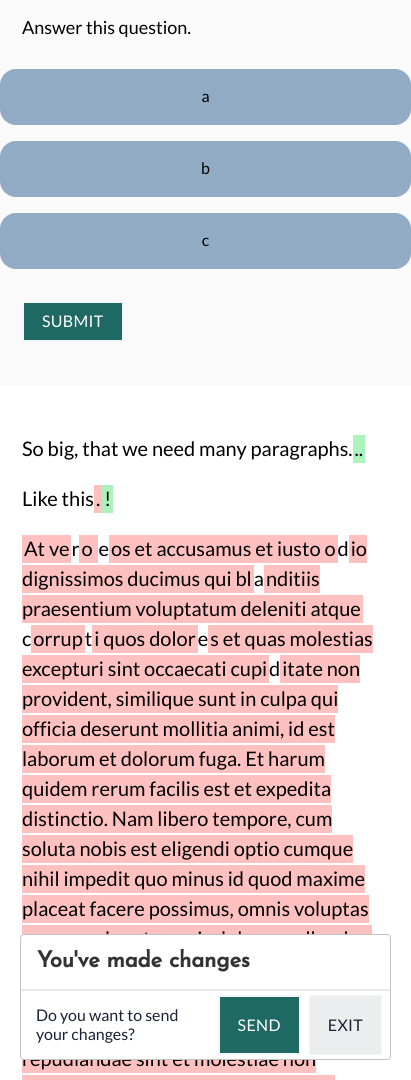 Answer this question.
a
b
c
SUBMIT
So big, that we need many paragraphs...
Like this.!
At vero eos et accusamus et iusto odio
dignissimos ducimus qui blanditiis
praesentium voluptatum deleniti atque
corrupti quos dolores et quas molestias
excepturi sint occaecati cupiditate non
provident, similique sunt in culpa qui
officia deserunt mollitia animi, id est
laborum et dolorum fuga. Et harum
quidem rerum facilis est et expedita
distinctio. Nam libero tempore, cum
soluta nobis est eligendi optio cumque
nihil impedit quo minus id quod maxime
placeat facere possimus, omnis voluptas
You've made changes
Do you want to send
your changes?
SEND
EXIT
repudiandae sint et molestiae non